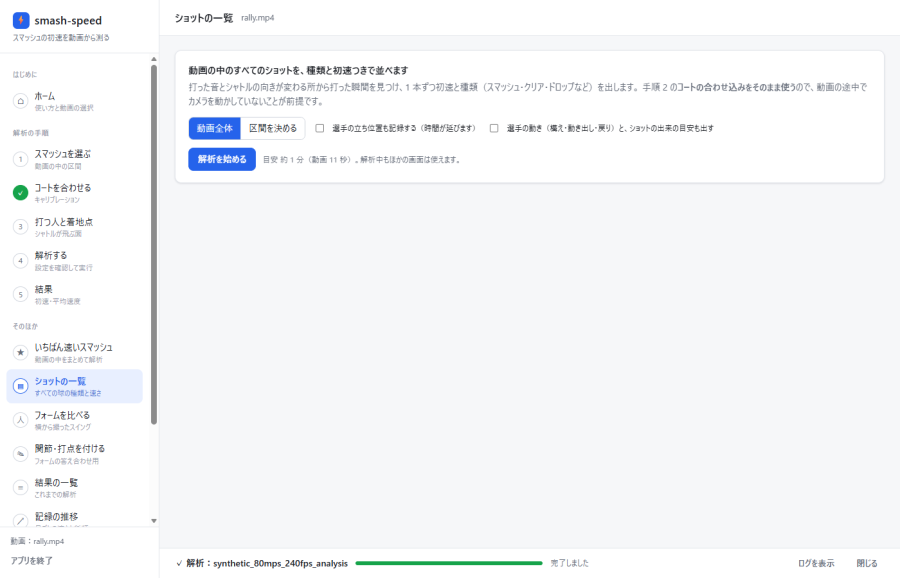 smash-speed
スマッシュの初速を動画から測る
はじめに
ホーム
使い方と動画の選択
解析の手順
1 スマッシュを選ぶ
動画の中の区間
✓ コートを合わせる
キャリブレーション
3 打つ人と着地点
シャトルが飛ぶ面
4 解析する
設定を確認して実行
5 結果
初速・平均速度
そのほか
いちばん速いスマッシュ
動画の中をまとめて解析
ショットの一覧
すべての球の種類と速さ
フォームを比べる
横から撮ったスイング
関節・打点を付ける
フォームの答え合わせ用
結果の一覧
これまでの解析
記録の推移
動画：rally.mp4
アプリを終了
ショットの一覧 rally.mp4
動画の中のすべてのショットを、種類と初速つきで並べます
打った音とシャトルの向きが変わる所から打った瞬間を見つけ、1 本ずつ初速と種類（スマッシュ・クリア・ドロップなど）を出します。手順 2 のコートの合わせ込みをそのまま使うので、動画の途中で
カメラを動かしていないことが前提です。
動画全体 区間を決める 選手の立ち位置も記録する（時間が延びます） 選手の動き（構え・動き出し・戻り）と、ショットの出来の目安も出す
解析を始める 目安 約 1 分（動画 11 秒）。解析中もほかの画面は使えます。
✓ 解析：synthetic_80mps_240fps_analysis 完了しました ログを表示 閉じる